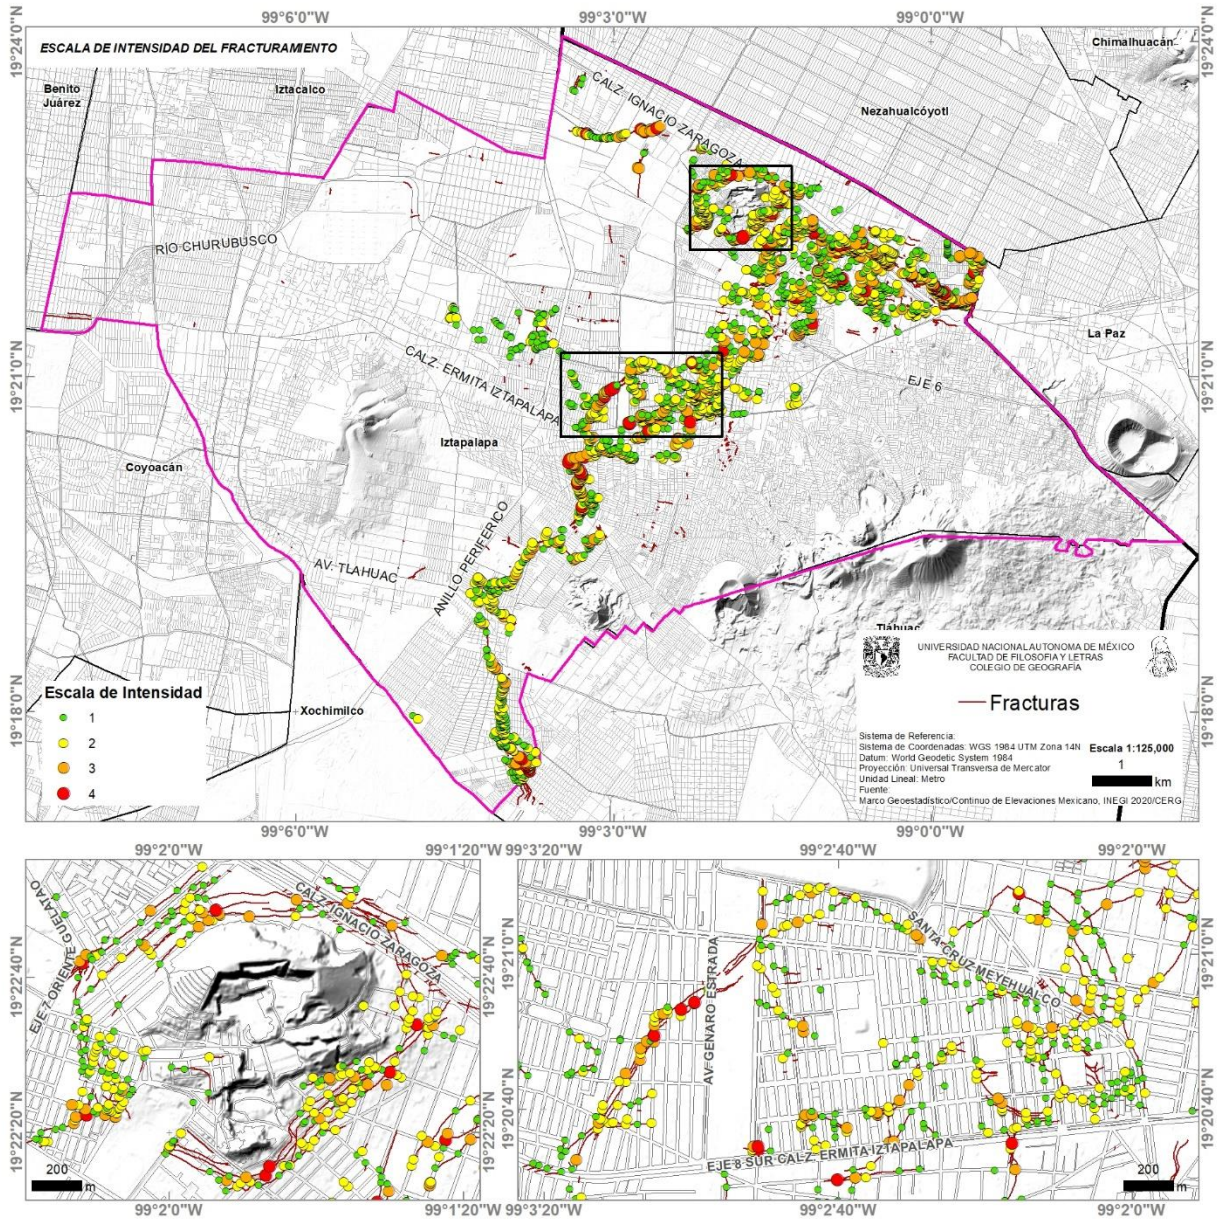 99°6'0"W
99°3'0"W
99°0'0"W
19°24'0"N
19°24'0"N
ESCALA DE INTENSIDAD DEL FRACTURAMIENTO
Chimalhuacán
Benito
Juárez
Iztacalco
CALZ. IGNACIO ZARAGOZA
Nezahualcóyotl
RÍO CHURUBUSCO
La Paz
19°21'0"N
19°21'0"N
CALZ. ERMITA IZTAPALAPA
EJE 6
Iztapalapa
Coyoacán
ANILLO PERIFERICO
AV. TLAHUAC
Tláhuac
UNIVERSIDAD NACIONAL AUTONOMA DE MÉXICO
FACULTAD DE FILOSOFIA Y LETRAS
COLEGIO DE GEOGRAFÍA
Escala de Intensidad
1
2
3
4
Xochimilco
Fracturas
19°18'0"N
19°18'0"N
Sistema de Referencia:
Sistema de Coordenadas: WGS 1984 UTM Zona 14N
Datum: World Geodetic System 1984
Proyección: Universal Transversa de Mercator
Unidad Lineal: Metro
Fuente:
Marco Geoestadístico/Continuo de Elevaciones Mexicano, INEGI 2020/CERG
Escala 1:125,000
1
km
99°6'0"W
99°3'0"W
99°0'0"W
99°2'0"W
99°1'20"W
99°3'20"W
99°2'40"W
99°2'0"W
EJE 7 ORIENTE GUELATAO
CALZ. IGNACIO ZARAGOZA
19°22'40"N
19°22'40"N
19°22'20"N
19°22'20"N
200
m
99°2'0"W
99°1'20"W
19°21'0"N
19°21'0"N
AV. GENARO ESTRADA
SANTA CRUZ MEYEHUALCO
19°20'40"N
19°20'40"N
EJE 8 SUR CALZ. ERMITA IZTAPALAPA
200
m
99°3'20"W
99°2'40"W
99°2'0"W